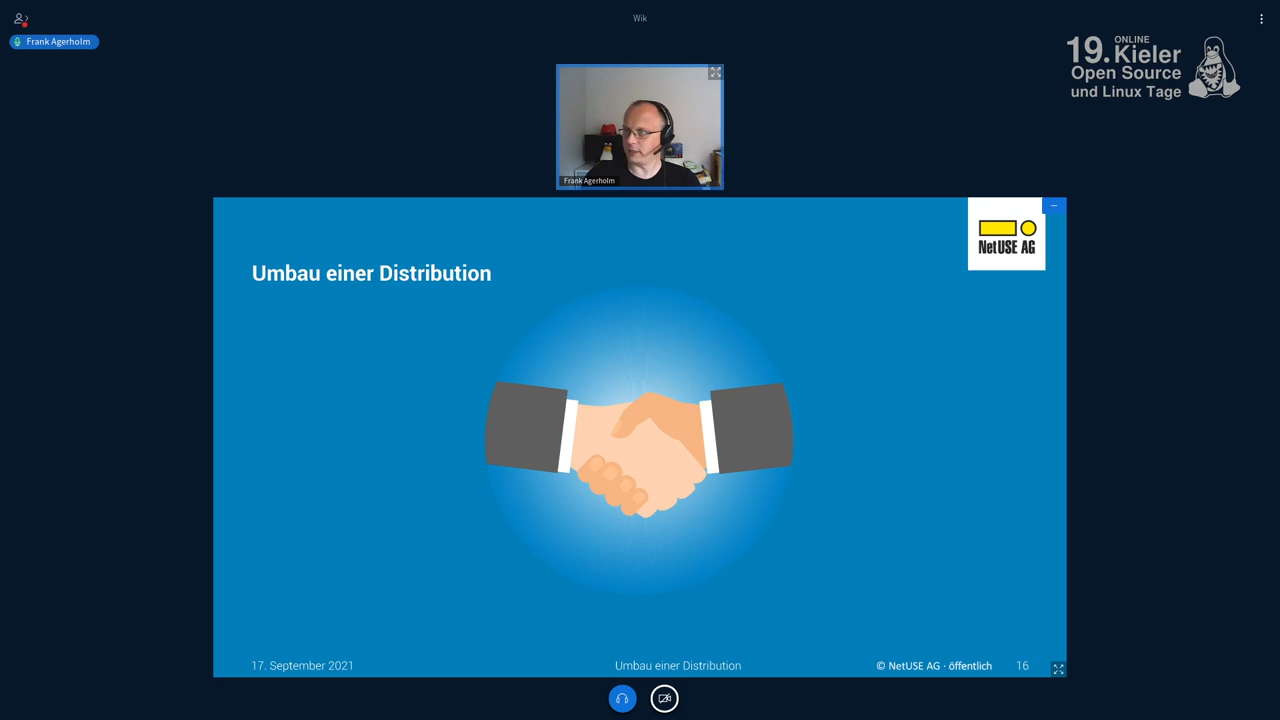 Wik
Frank Agerholm
19. ONLINE Kieler
Open Source
und Linux Tage
Frank Agerholm
NetUSE AG
Umbau einer Distribution
17. September 2021
Umbau einer Distribution
© NetUSE AG · öffentlich
16